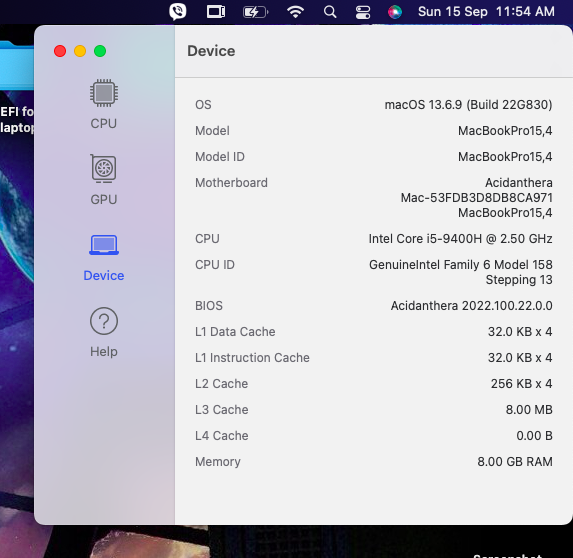 Sun 15 Sep 11:54 AM
Device
EFI fo
laptop
CPU
GPU
Device
Help
OS macOS 13.6.9 (Build 22G830)
Model MacBookPro15,4
Model ID MacBookPro15,4
Motherboard Acidanthera
Mac-53FDB3D8DB8CA971
MacBookPro15,4
CPU Intel Core i5-9400H @ 2.50 GHz
CPU ID GenuineIntel Family 6 Model 158
Stepping 13
BIOS Acidanthera 2022.100.22.0.0
L1 Data Cache 32.0 KB x 4
L1 Instruction Cache 32.0 KB x 4
L2 Cache 256 KB x 4
L3 Cache 8.00 MB
L4 Cache 0.00 B
Memory 8.00 GB RAM
Screenshot